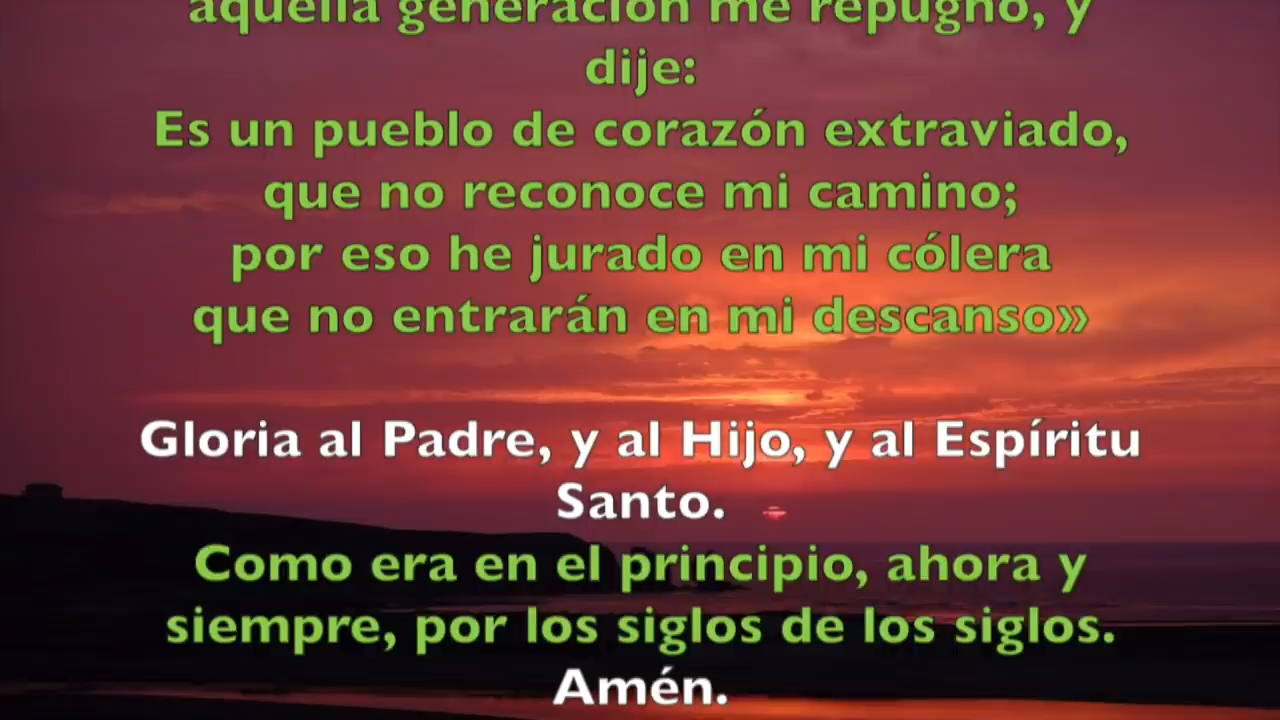 aquella generación me repugnó, y
dije:
Es un pueblo de corazón extraviado,
que no reconoce mi camino;
por eso he jurado en mi cólera
que no entrarán en mi descanso»
Gloria al Padre, y al Hijo, y al Espíritu
Santo.
Como era en el principio, ahora y
siempre, por los siglos de los siglos.
Amén.